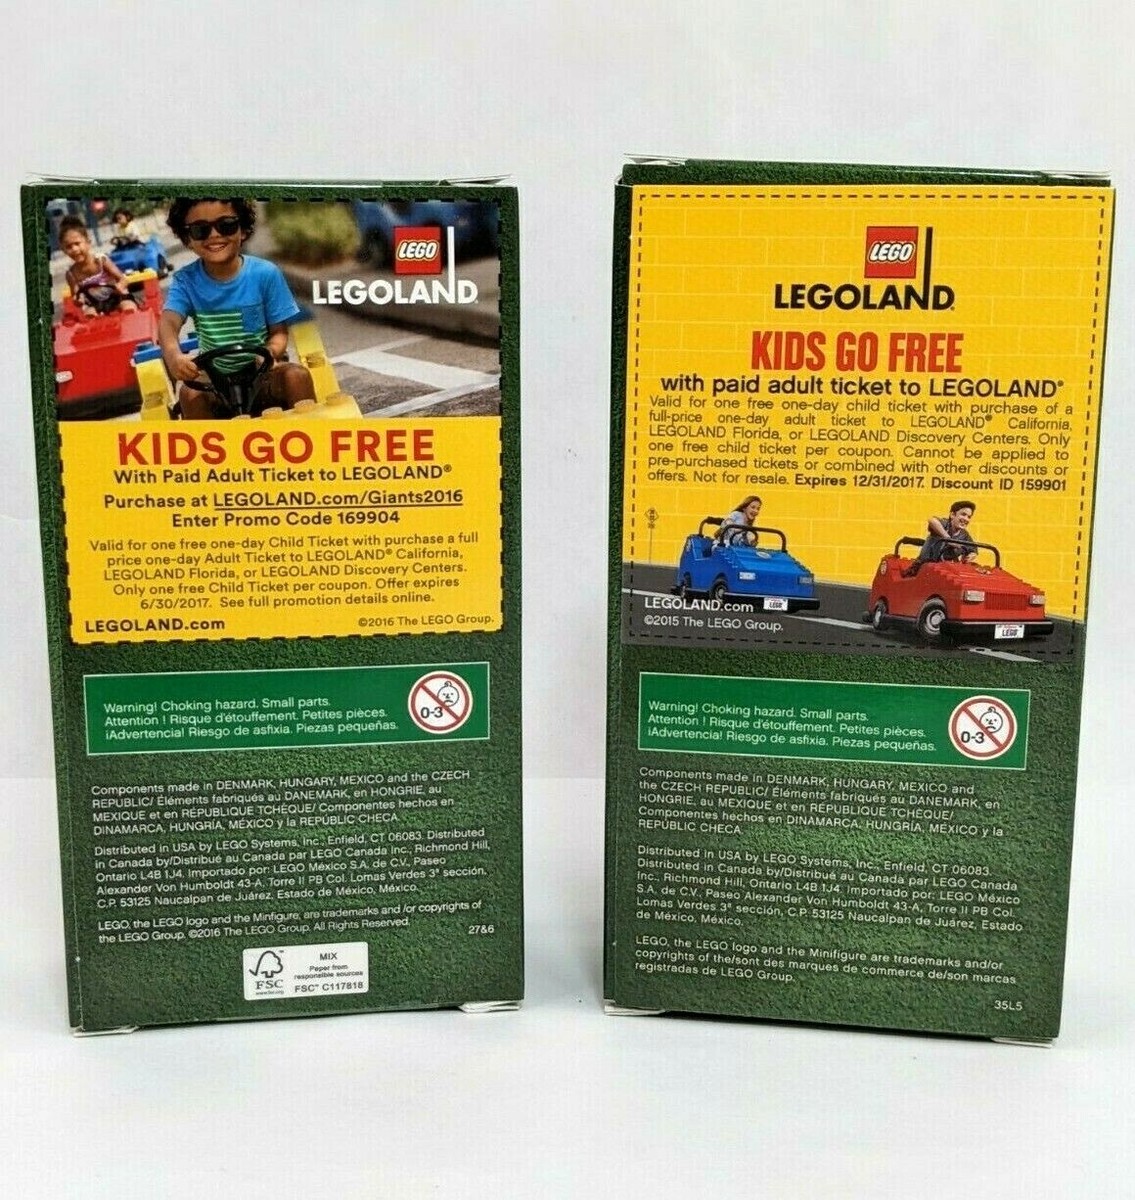 LEGO
LEGOLAND
KIDS GO FREE
With Paid Adult Ticket to LEGOLAND®
Purchase at LEGOLAND.com/Giants2016
Enter Promo Code 169904
Valid for one free one-day Child Ticket with purchase a full
price one-day Adult Ticket to LEGOLAND® California,
LEGOLAND Florida, or LEGOLAND Discovery Centers.
Only one free Child Ticket per coupon. Offer expires
6/30/2017. See full promotion details online.
LEGOLAND.com
©2016 The LEGO Group.
Warning! Choking hazard. Small parts.
Attention ! Risque d'étouffement. Petites pièces.
¡Advertencia! Riesgo de asfixia. Piezas pequeñas.
0-3
Components made in DENMARK, HUNGARY, MEXICO and the CZECH
REPUBLIC/ Éléments fabriqués au DANEMARK, en HONGRIE, au
MEXIQUE et en RÉPUBLIQUE TCHÈQUE/ Componentes hechos en
DINAMARCA, HUNGRÍA, MÉXICO y la REPÚBLIC CHECA
Distributed in USA by LEGO Systems, Inc., Enfield, CT 06083. Distributed
in Canada by/Distribué au Canada par LEGO Canada Inc., Richmond Hill,
Ontario L4B 1J4. Importado por: LEGO México S.A. de C.V., Paseo
Alexander Von Humboldt 43-A, Torre II PB Col. Lomas Verdes 3ª sección,
C.P. 53125 Naucalpan de Juárez, Estado de México, México.
LEGO, the LEGO logo and the Minifigure, are trademarks and /or copyrights of
the LEGO Group. ©2016 The LEGO Group. All Rights Reserved.
27&6
FSC
www.fsc.org
MIX
Paper from
responsible sources
FSC™ C117818
LEGO
LEGOLAND
KIDS GO FREE
with paid adult ticket to LEGOLAND®
Valid for one free one-day child ticket with purchase of a
full-price one-day adult ticket to LEGOLAND® California,
LEGOLAND Florida, or LEGOLAND Discovery Centers. Only
one free child ticket per coupon. Cannot be applied to
pre-purchased tickets or combined with other discounts or
offers. Not for resale. Expires 12/31/2017. Discount ID 159901
LEGO
LEGO
LEGOLAND.com
©2015 The LEGO Group.
Warning! Choking hazard. Small parts.
Attention ! Risque d'étouffement. Petites pièces.
¡Advertencia! Riesgo de asfixia. Piezas pequeñas.
0-3
Components made in DENMARK, HUNGARY, MEXICO and
the CZECH REPUBLIC/ Éléments fabriqués au DANEMARK, en
HONGRIE, au MEXIQUE et en RÉPUBLIQUE TCHÈQUE/
Componentes hechos en DINAMARCA, HUNGRÍA, MÉXICO y la
REPÚBLIC CHECA
Distributed in USA by LEGO Systems, Inc., Enfield, CT 06083.
Distributed in Canada by/Distribué au Canada par LEGO Canada
Inc., Richmond Hill, Ontario L4B 1J4. Importado por: LEGO México
S.A. de C.V., Paseo Alexander Von Humboldt 43-A, Torre II PB Col.
Lomas Verdes 3ª sección, C.P. 53125 Naucalpan de Juárez, Estado
de México, México.
LEGO, the LEGO logo and the Minifigure are trademarks and/or
copyrights of the/sont des marques de commerce de/son marcas
registradas de LEGO Group.
35L5